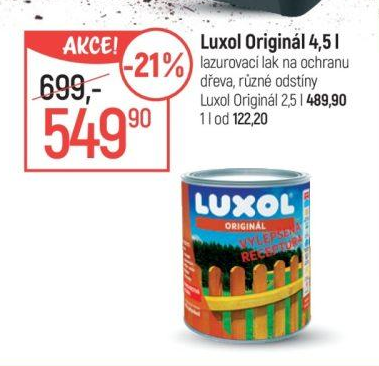 AKCE!
-21%
699,-
549 90
Luxol Originál 4,5 l
lazurovací lak na ochranu
dřeva, různé odstíny
Luxol Originál 2,5 l 489,90
1 l od 122,20
LUXOL
ORIGINÁL
VYLEPŠENÁ
RECEPTURA